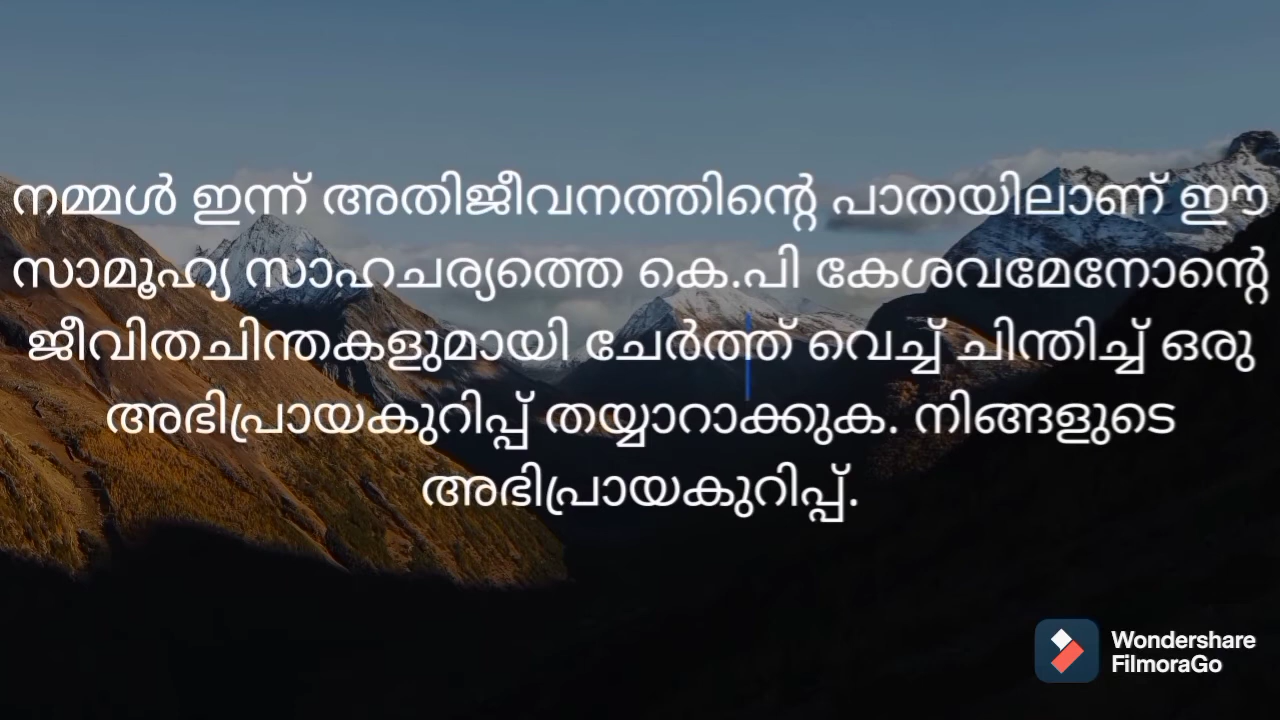 നമ്മൾ ഇന്ന് അതിജീവനത്തിന്റെ പാതയിലാണ് ഈ
സാമൂഹ്യ സാഹചര്യത്തെ കെ.പി കേശവമേനോന്റെ
ജീവിതചിന്തകളുമായി ചേർത്ത് വെച്ച് ചിന്തിച്ച് ഒരു
അഭിപ്രായകുറിപ്പ് തയ്യാറാക്കുക. നിങ്ങളുടെ
അഭിപ്രായകുറിപ്പ്.
Wondershare
FilmoraGo